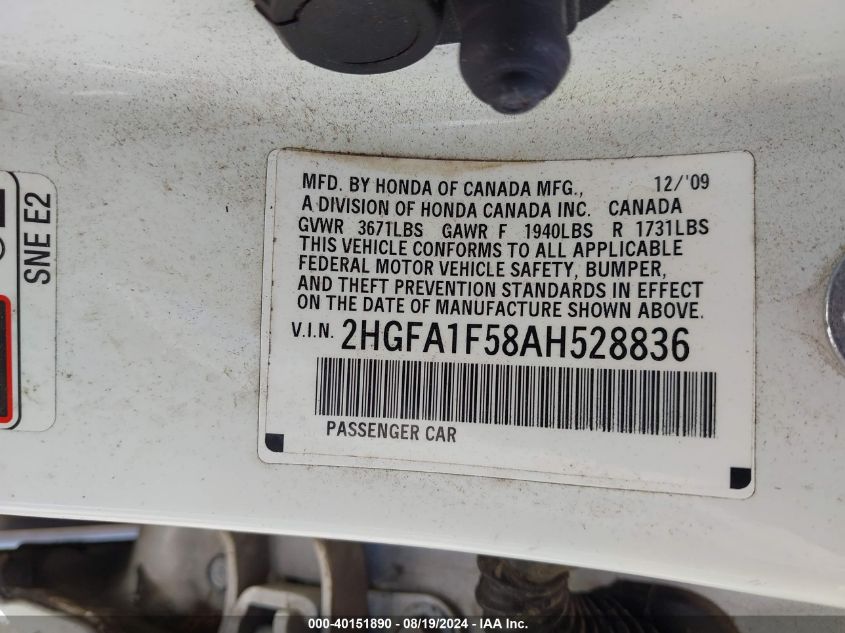 MFD. BY HONDA OF CANADA MFG., 12/'09
A DIVISION OF HONDA CANADA INC. CANADA
GVWR 3671LBS GAWR F 1940LBS R 1731LBS
THIS VEHICLE CONFORMS TO ALL APPLICABLE
FEDERAL MOTOR VEHICLE SAFETY, BUMPER,
AND THEFT PREVENTION STANDARDS IN EFFECT
ON THE DATE OF MANUFACTURE SHOWN ABOVE.
V.I.N. 2HGFA1F58AH528836
PASSENGER CAR
SNE E2
000-40151890 - 08/19/2024 - IAA Inc.